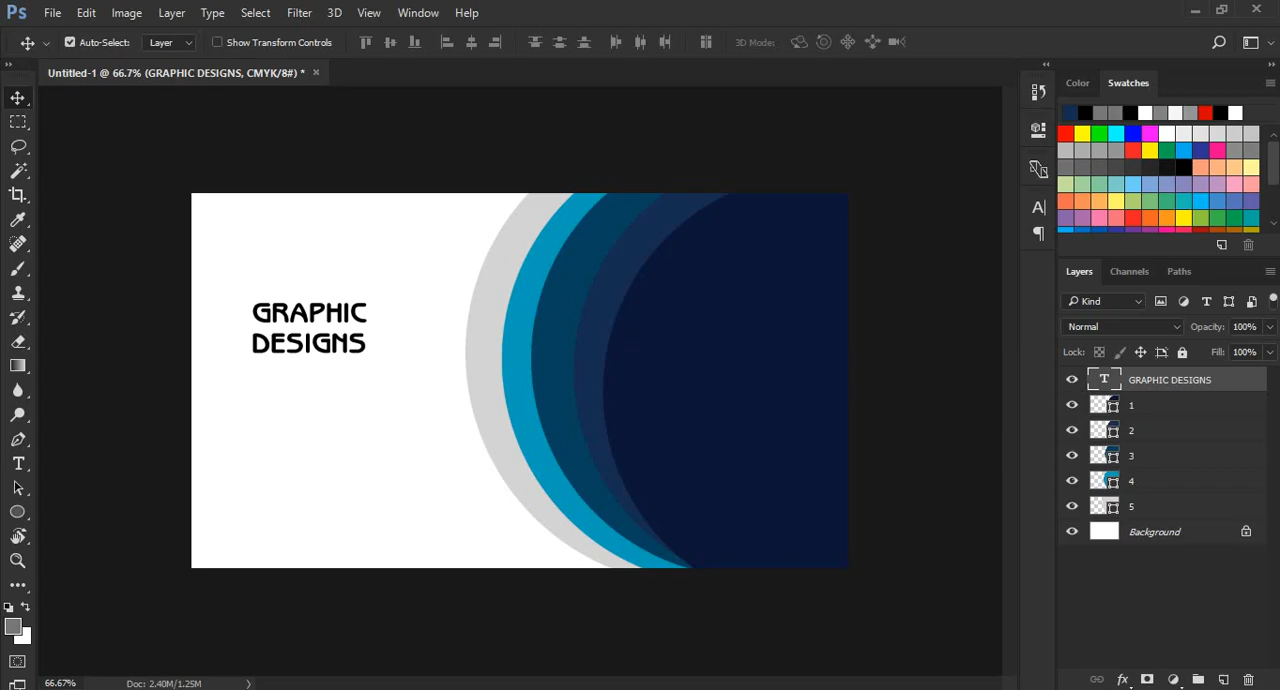 Ps File Edit Image Layer Type Select Filter 3D View Window Help
Auto-Select: Layer Show Transform Controls 3D Mode:
Untitled-1 @ 66.7% (GRAPHIC DESIGNS, CMYK/8#) * ×
Color Swatches
GRAPHIC
DESIGNS
Layers Channels Paths
Kind
Normal Opacity: 100%
Lock: Fill: 100%
T GRAPHIC DESIGNS
1
2
3
4
5
Background
66.67% Doc: 2.40M/1.25M
fx